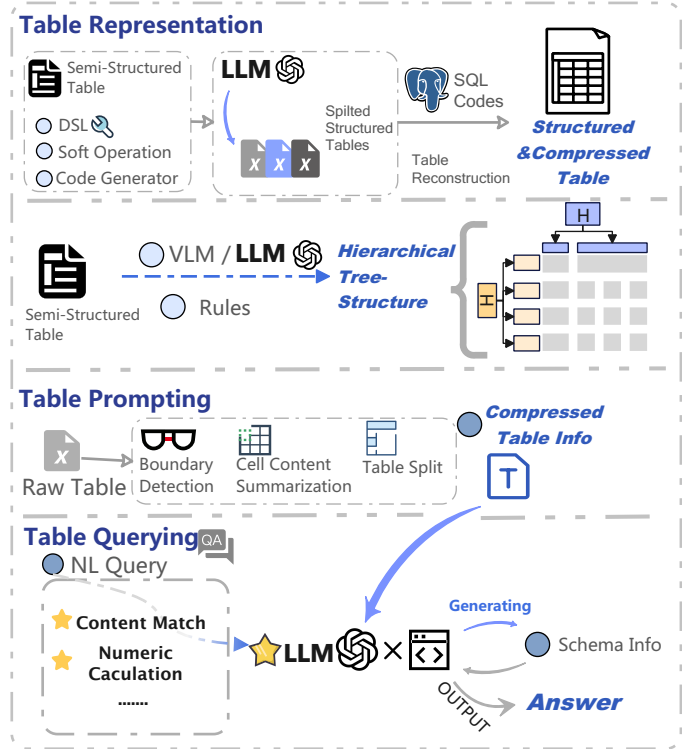 Table Representation
Semi-Structured
Table
DSL
Soft Operation
Code Generator
LLM
Spilted
Structured
Tables
X X X
SQL
Codes
Table
Reconstruction
Structured
&Compressed
Table
Semi-Structured
Table
VLM / LLM
Rules
Hierarchical
Tree-
Structure
H
H
Table Prompting
X
Raw Table
Boundary
Detection
Cell Content
Summarization
Table Split
Compressed
Table Info
T
Table Querying
QA
NL Query
Content Match
Numeric
Caculation
.......
LLM
Generating
Schema Info
OUTPUT
Answer